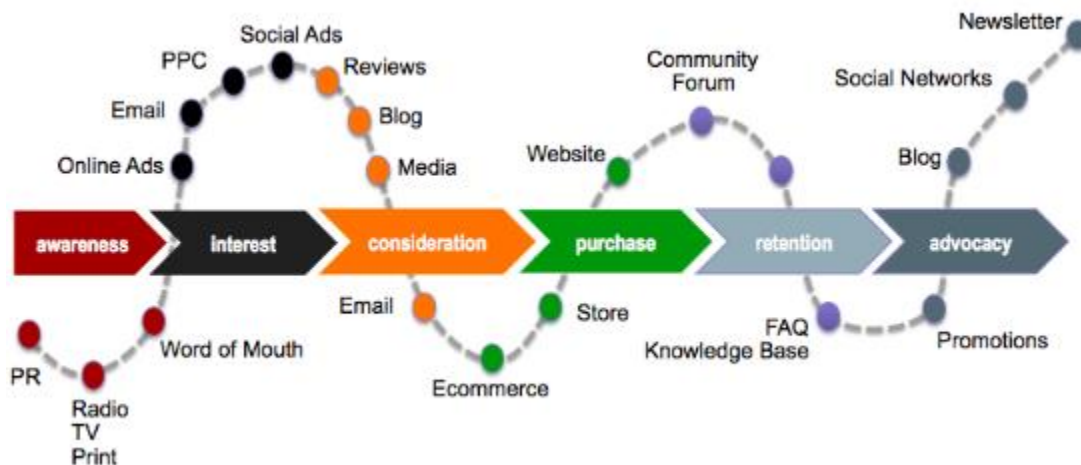 Newsletter
Social Ads
PPC
Reviews
Community
Forum
Social Networks
Email
Blog
Online Ads
Media
Website
Blog
awareness
interest
consideration
purchase
retention
advocacy
Email
Store
FAQ
Knowledge Base
Promotions
Word of Mouth
PR
Ecommerce
Radio
TV
Print